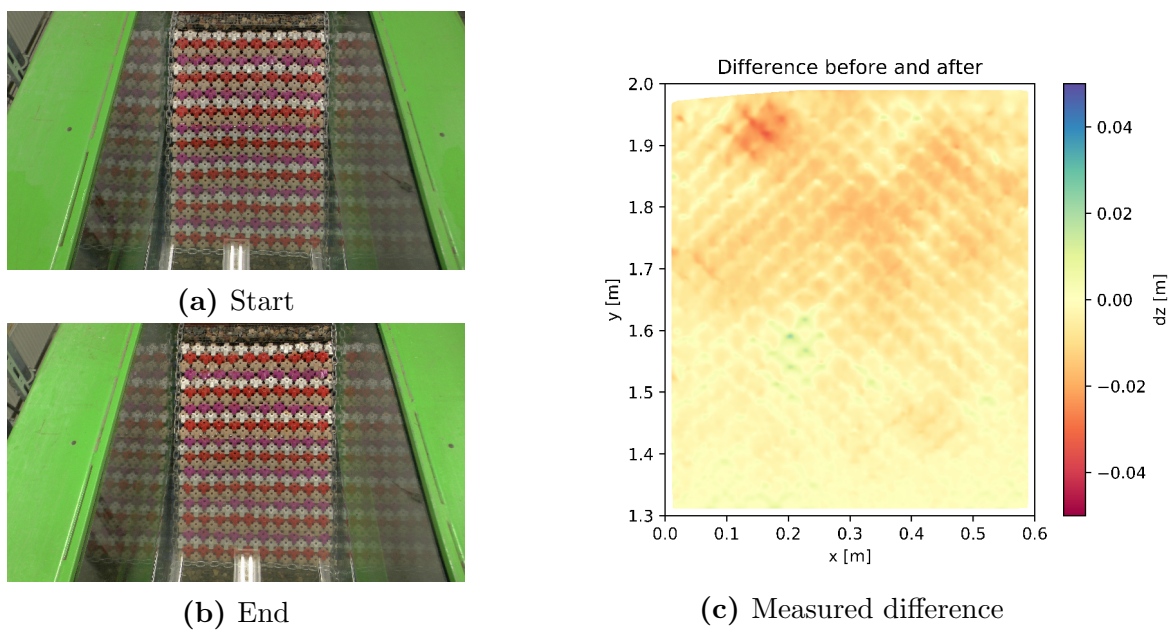 (a) Start
(b) End
Difference before and after
2.0
1.9
1.8
1.7
1.6
1.5
1.4
1.3
y [m]
0.0
0.1
0.2
0.3
0.4
0.5
0.6
x [m]
0.04
0.02
0.00
−0.02
−0.04
dz [m]
(c) Measured difference